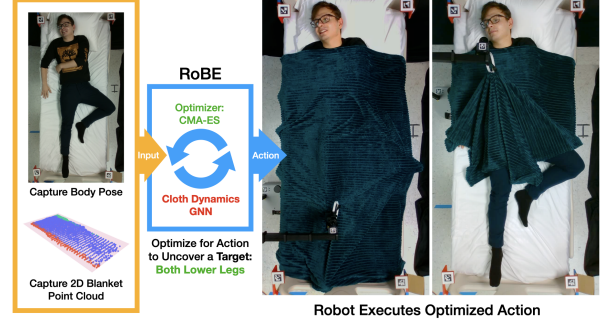 Capture Body Pose
Capture 2D Blanket
Point Cloud
Input
RoBE
Optimizer:
CMA-ES
Cloth Dynamics
GNN
Optimize for Action
to Uncover a Target:
Both Lower Legs
Action
Robot Executes Optimized Action